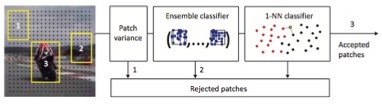 1
2
3
Patch
variance
Ensemble classifier
( ,..., )
1-NN classifier
3
Accepted
patches
1
2
Rejected patches